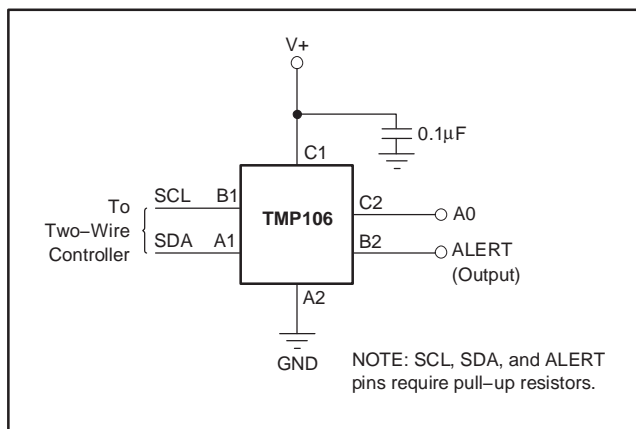 V+
0.1μF
C1
To
Two−Wire
Controller
SCL
B1
SDA
A1
TMP106
C2
A0
B2
ALERT
(Output)
A2
GND
NOTE: SCL, SDA, and ALERT
pins require pull−up resistors.